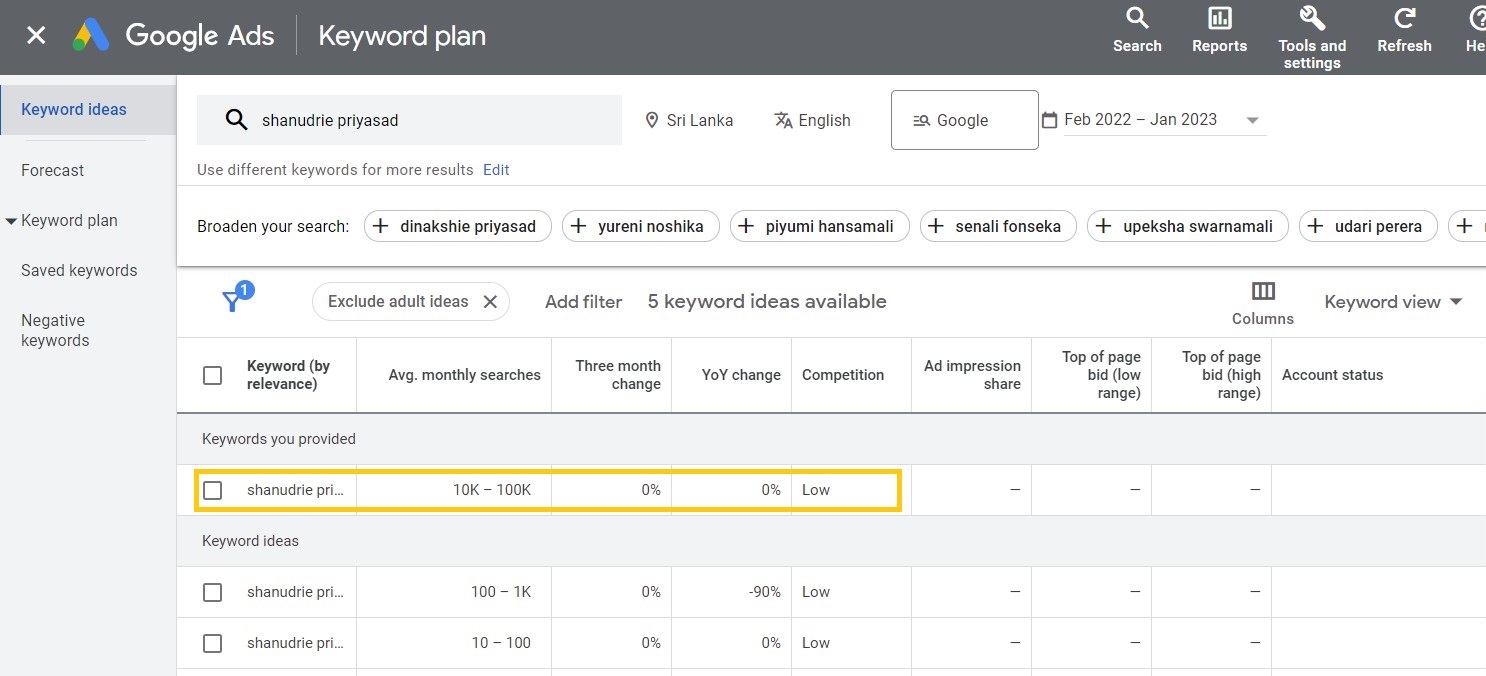 Google Ads Keyword plan
Search
Reports
Tools and
settings
Refresh
Keyword ideas
Forecast
Keyword plan
Saved keywords
Negative
keywords
shanudrie priyasad
Sri Lanka
English
Google
Feb 2022 – Jan 2023
Use different keywords for more results Edit
Broaden your search: + dinakshie priyasad + yureni noshika + piyumi hansamali + senali fonseka + upeksha swarnamali + udari perera +
1
Exclude adult ideas
Add filter
5 keyword ideas available
Columns
Keyword view
Keyword (by
relevance)
Avg. monthly searches
Three month
change
YoY change
Competition
Ad impression
share
Top of page
bid (low
range)
Top of page
bid (high
range)
Account status
Keywords you provided
shanudrie pri... 10K – 100K 0% 0% Low – – –
Keyword ideas
shanudrie pri... 100 – 1K 0% -90% Low – – –
shanudrie pri... 10 – 100 0% 0% Low – – –